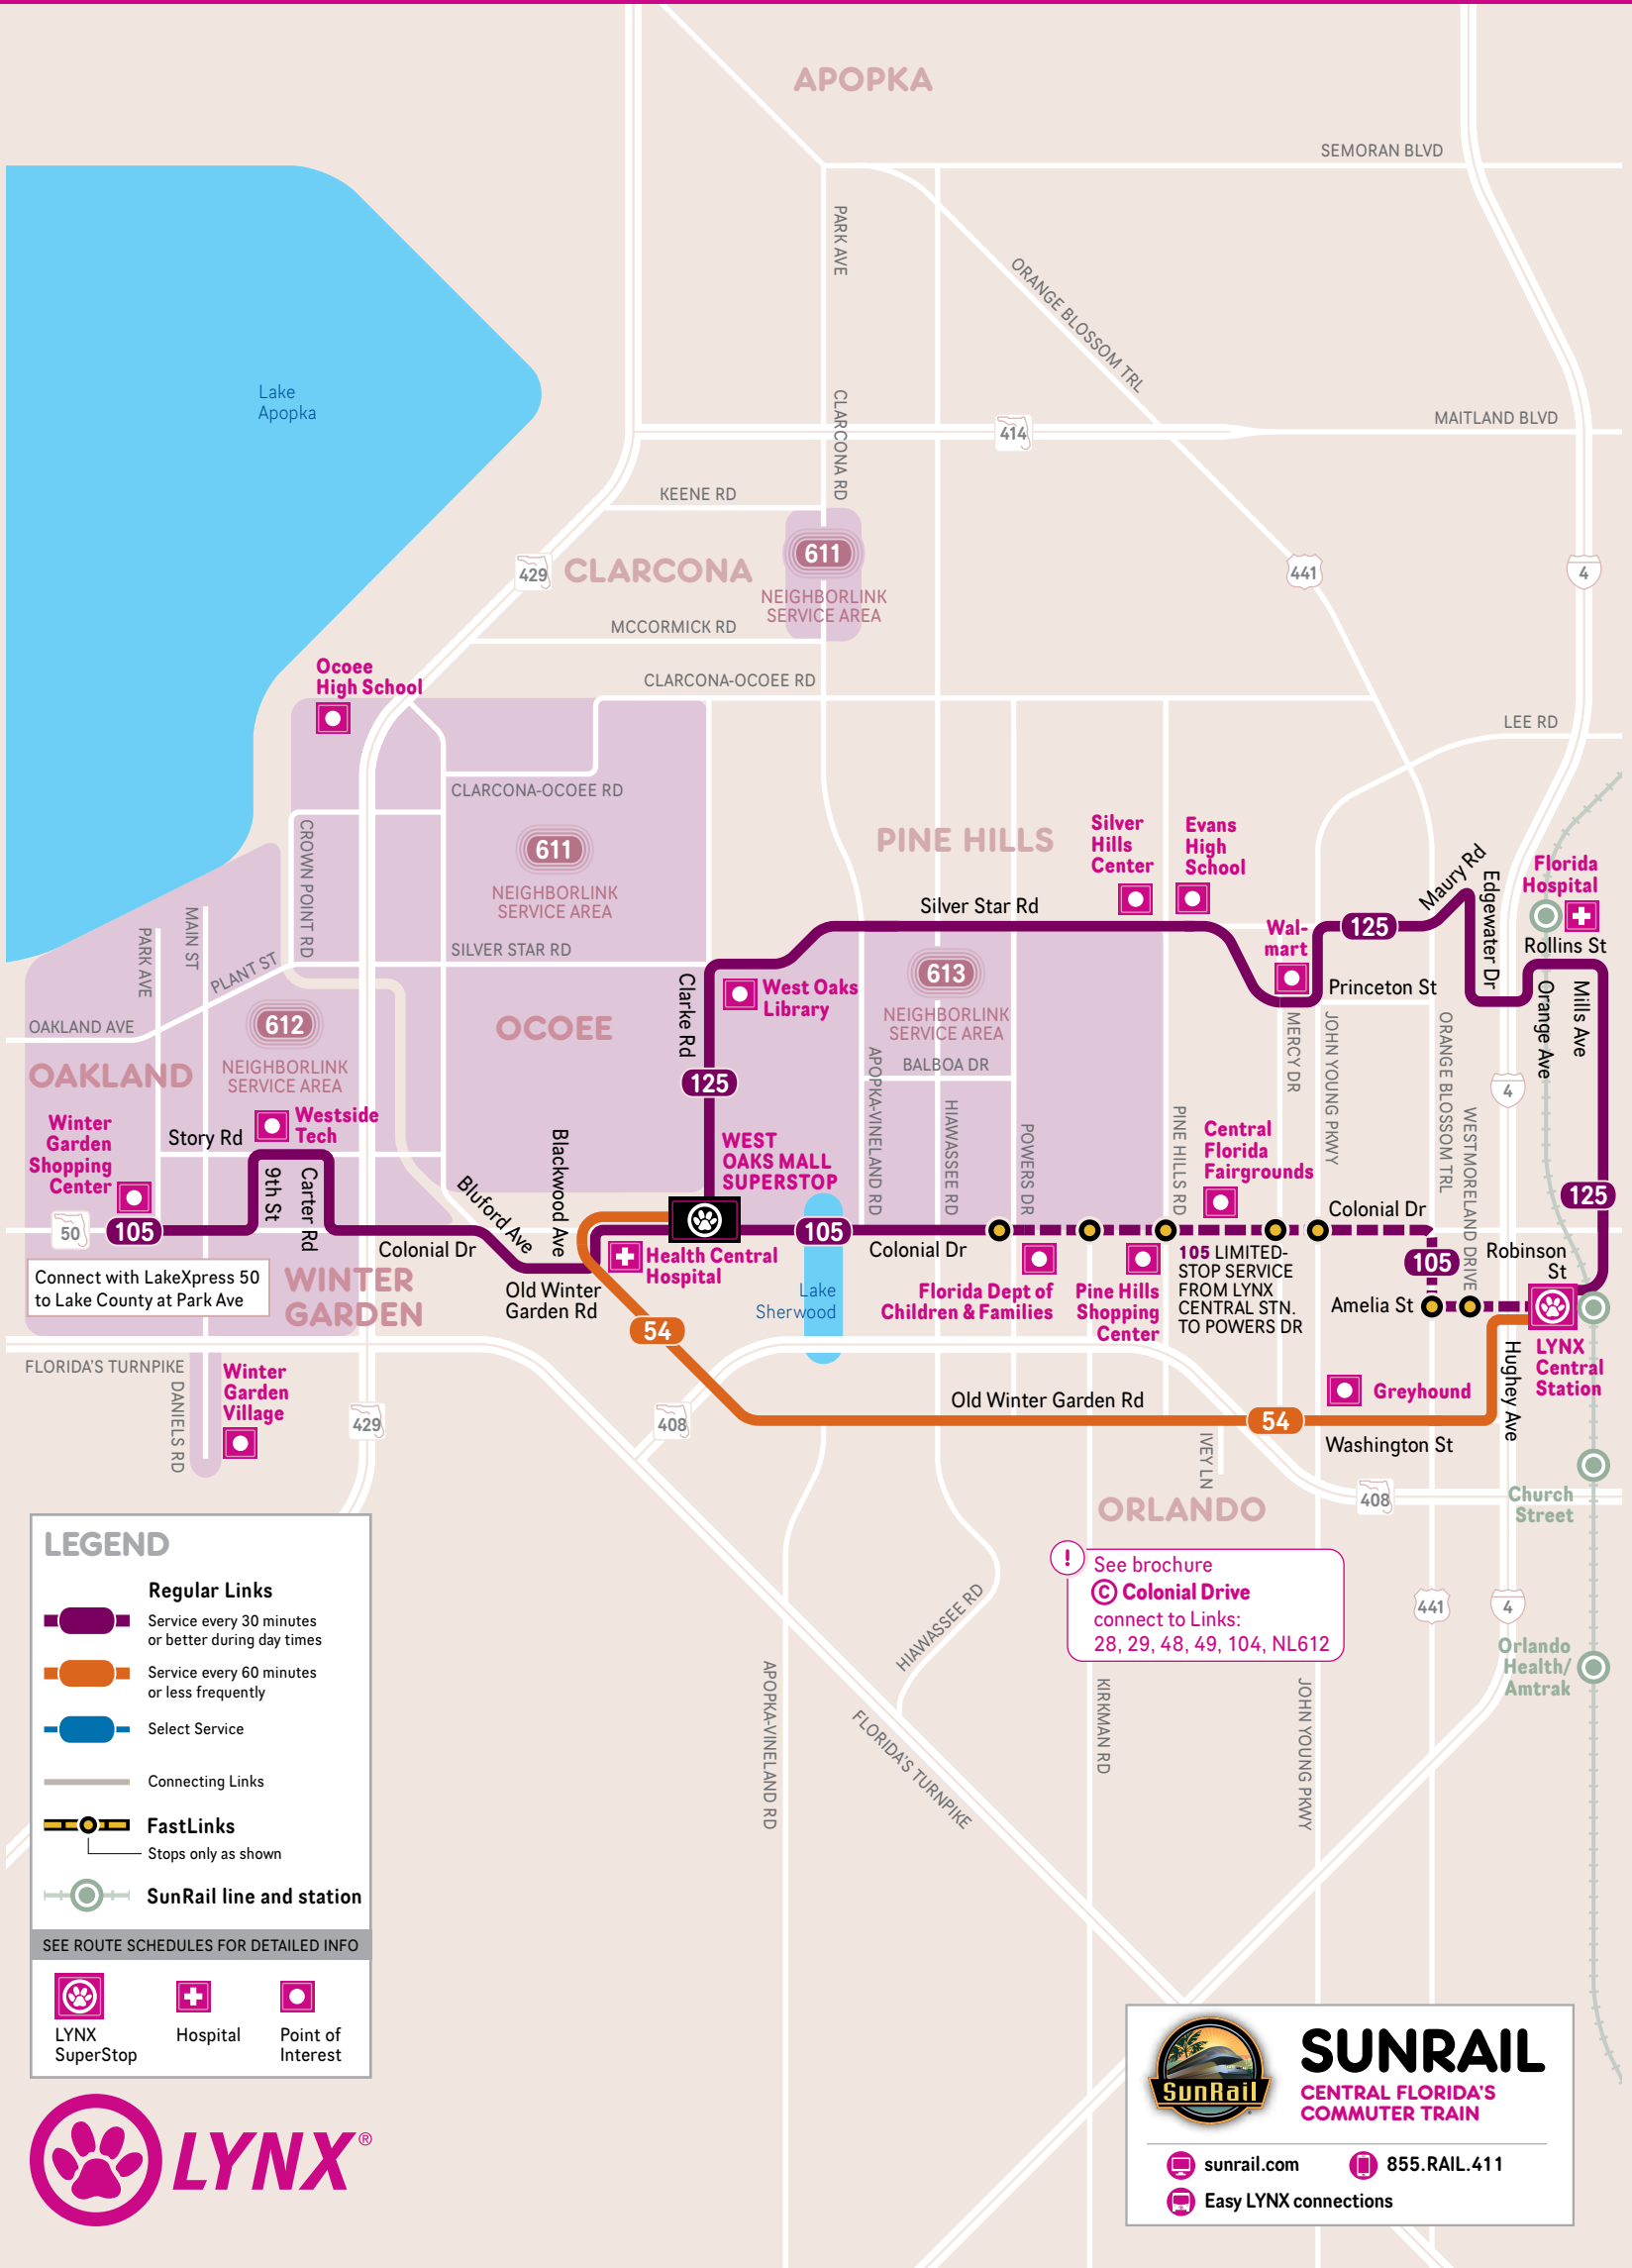 APOPKA
SEMORAN BLVD
PARK AVE
ORANGE BLOSSOM TRL
Lake
Apopka
CLARCONA RD
414
MAITLAND BLVD
KEENE RD
429
CLARCONA
611
441
4
NEIGHBORLINK
SERVICE AREA
MCCORMICK RD
Ocoee
High School
CLARCONA-OCOEE RD
LEE RD
CLARCONA-OCOEE RD
CROWN POINT RD
611
NEIGHBORLINK
SERVICE AREA
PINE HILLS
Silver
Hills
Center
Evans
High
School
Maury Rd
Edgewater Dr
Florida
Hospital
Silver Star Rd
Wal-
mart
125
Rollins St
PARK AVE
MAIN ST
PLANT ST
SILVER STAR RD
Clarke Rd
West Oaks
Library
613
NEIGHBORLINK
SERVICE AREA
Princeton St
Orange Ave
Mills Ave
OAKLAND AVE
612
NEIGHBORLINK
SERVICE AREA
OCOEE
OAKLAND
125
APOPKA-VINELAND RD
BALBOA DR
MERCY DR
JOHN YOUNG PKWY
ORANGE BLOSSOM TRL
4
Winter
Garden
Shopping
Center
Story Rd
Westside
Tech
9th St
Carter Rd
Bluford Ave
Blackwood Ave
WEST
OAKS MALL
SUPERSTOP
HIAWASSEE RD
POWERS DR
PINE HILLS RD
Central
Florida
Fairgrounds
WESTMORELAND DRIVE
125
50
105
Colonial Dr
105
Colonial Dr
Colonial Dr
105
Robinson
St
Connect with LakeXpress 50
to Lake County at Park Ave
WINTER
GARDEN
Old Winter
Garden Rd
Health Central
Hospital
Lake
Sherwood
Florida Dept of
Children & Families
Pine Hills
Shopping
Center
105 LIMITED-
STOP SERVICE
FROM LYNX
CENTRAL STN.
TO POWERS DR
Amelia St
54
LYNX
Central
Station
FLORIDA'S TURNPIKE
DANIELS RD
Winter
Garden
Village
429
408
Old Winter Garden Rd
54
Greyhound
Hughey Ave
Washington St
IVEY LN
ORLANDO
408
Church
Street
!
See brochure
C Colonial Drive
connect to Links:
28, 29, 48, 49, 104, NL612
441
4
Orlando
Health/
Amtrak
HIAWASSEE RD
APOPKA-VINELAND RD
FLORIDA'S TURNPIKE
KIRKMAN RD
JOHN YOUNG PKWY
LEGEND
Regular Links
Service every 30 minutes
or better during day times
Service every 60 minutes
or less frequently
Select Service
Connecting Links
FastLinks
Stops only as shown
SunRail line and station
SEE ROUTE SCHEDULES FOR DETAILED INFO
LYNX
SuperStop
Hospital
Point of
Interest
LYNX®
SunRail
SUNRAIL
CENTRAL FLORIDA'S
COMMUTER TRAIN
sunrail.com
855.RAIL.411
Easy LYNX connections